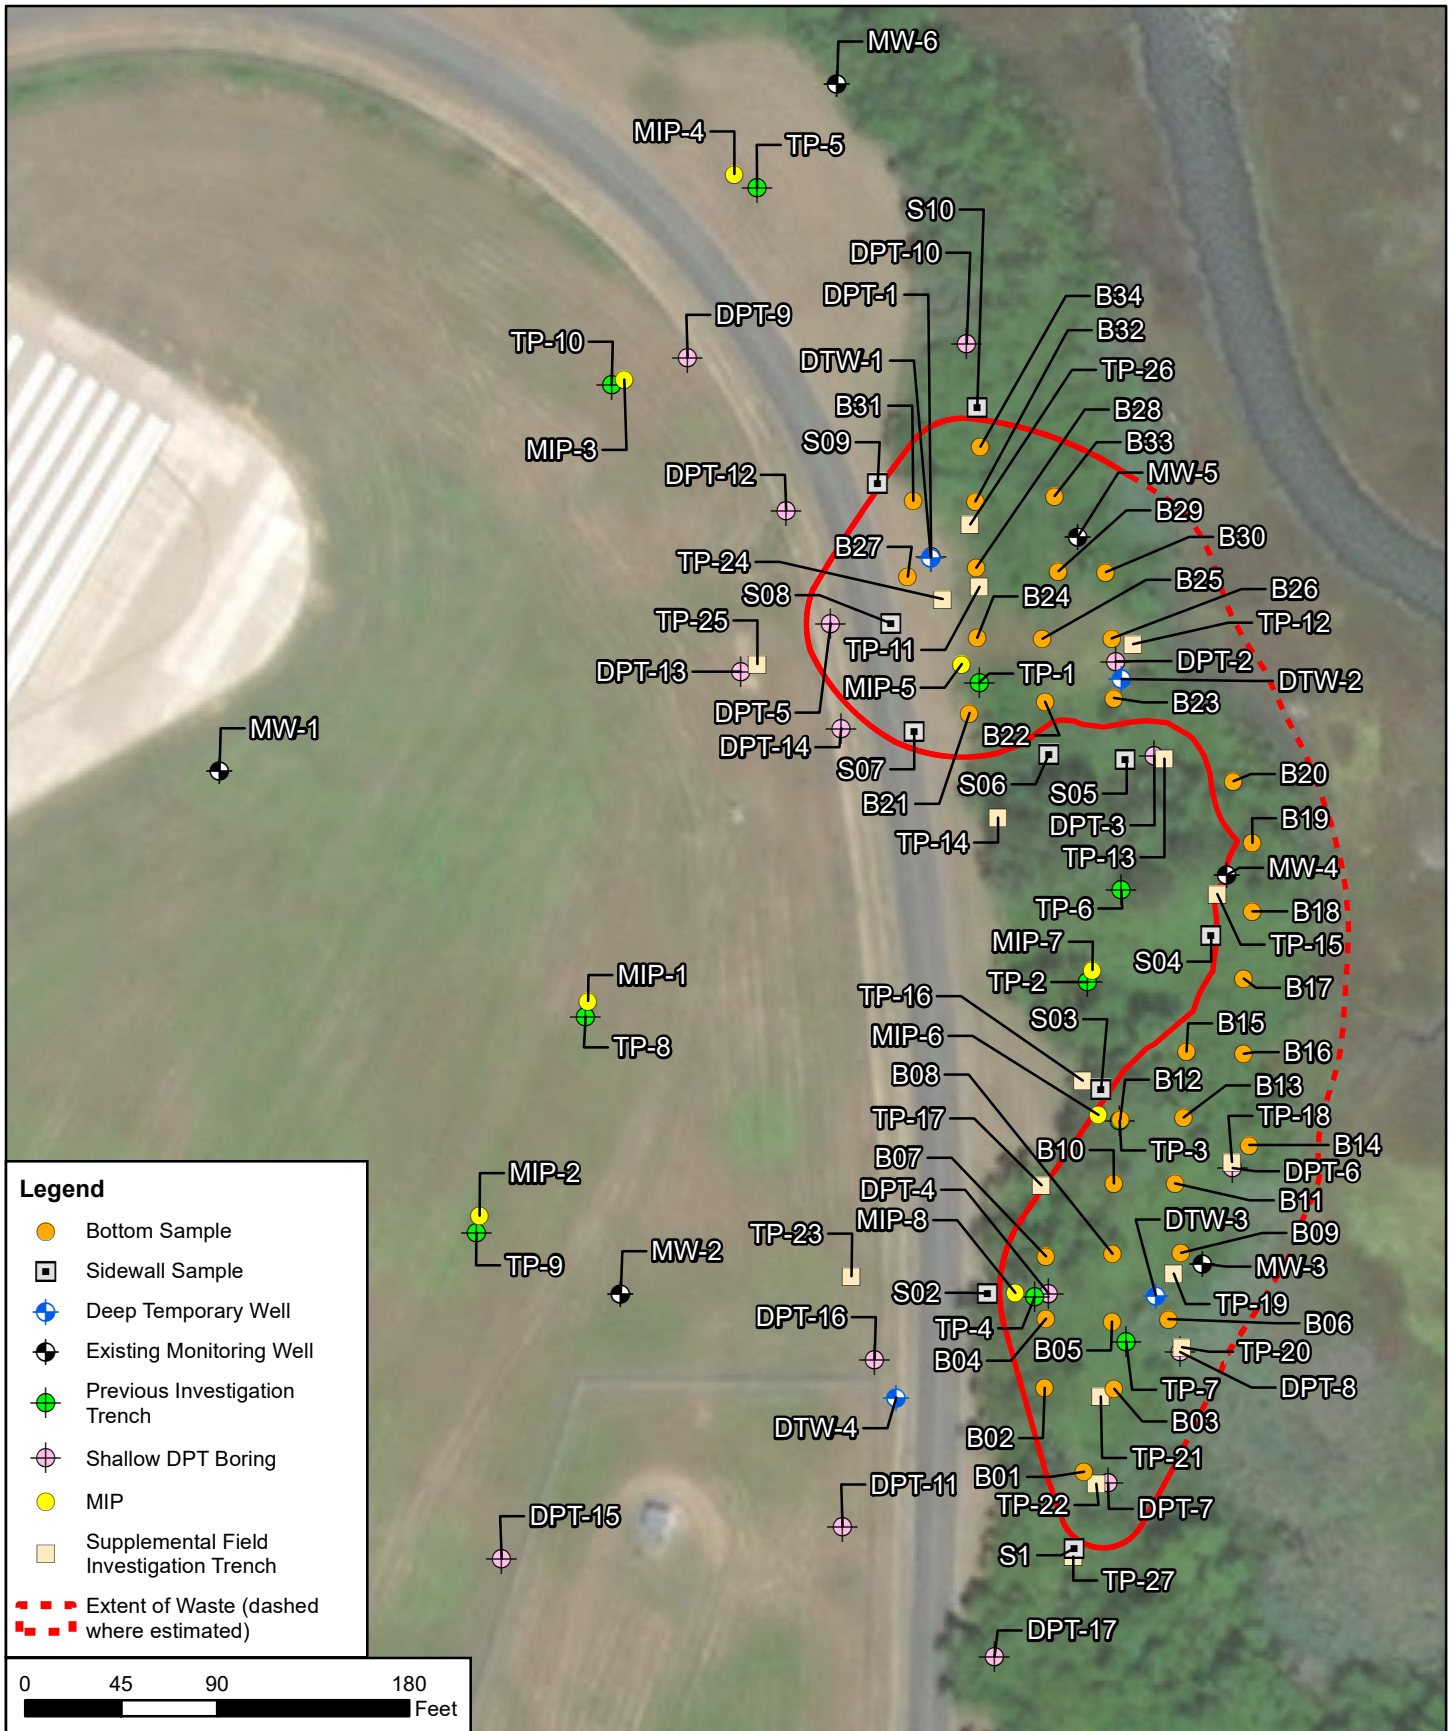 MW-6
MIP-4
TP-5
S10
DPT-10
DPT-1
B34
DPT-9
B32
TP-10
DTW-1
TP-26
B31
B28
S09
B33
MIP-3
DPT-12
MW-5
B29
B30
B27
TP-24
B25
B26
S08
B24
TP-12
TP-25
TP-11
DPT-2
DPT-13
MIP-5
TP-1
DTW-2
B23
DPT-5
MW-1
DPT-14
B22
S07
S06
B20
S05
B21
DPT-3
B19
TP-14
TP-13
MW-4
TP-6
B18
MIP-7
TP-15
S04
MIP-1
TP-2
B17
TP-16
S03
B15
MIP-6
TP-8
B16
B08
B12
B13
TP-17
TP-18
B10
TP-3
B14
B07
MIP-2
DPT-6
DPT-4
B11
MIP-8
DTW-3
TP-23
B09
MW-2
TP-9
MW-3
S02
TP-19
DPT-16
TP-4
B06
B05
TP-20
B04
TP-7
DPT-8
DTW-4
B03
B02
TP-21
B01
DPT-11
TP-22
DPT-7
DPT-15
S1
TP-27
DPT-17
Legend
Bottom Sample
Sidewall Sample
Deep Temporary Well
Existing Monitoring Well
Previous Investigation
Trench
Shallow DPT Boring
MIP
Supplemental Field
Investigation Trench
Extent of Waste (dashed
where estimated)
0 45 90 180
Feet